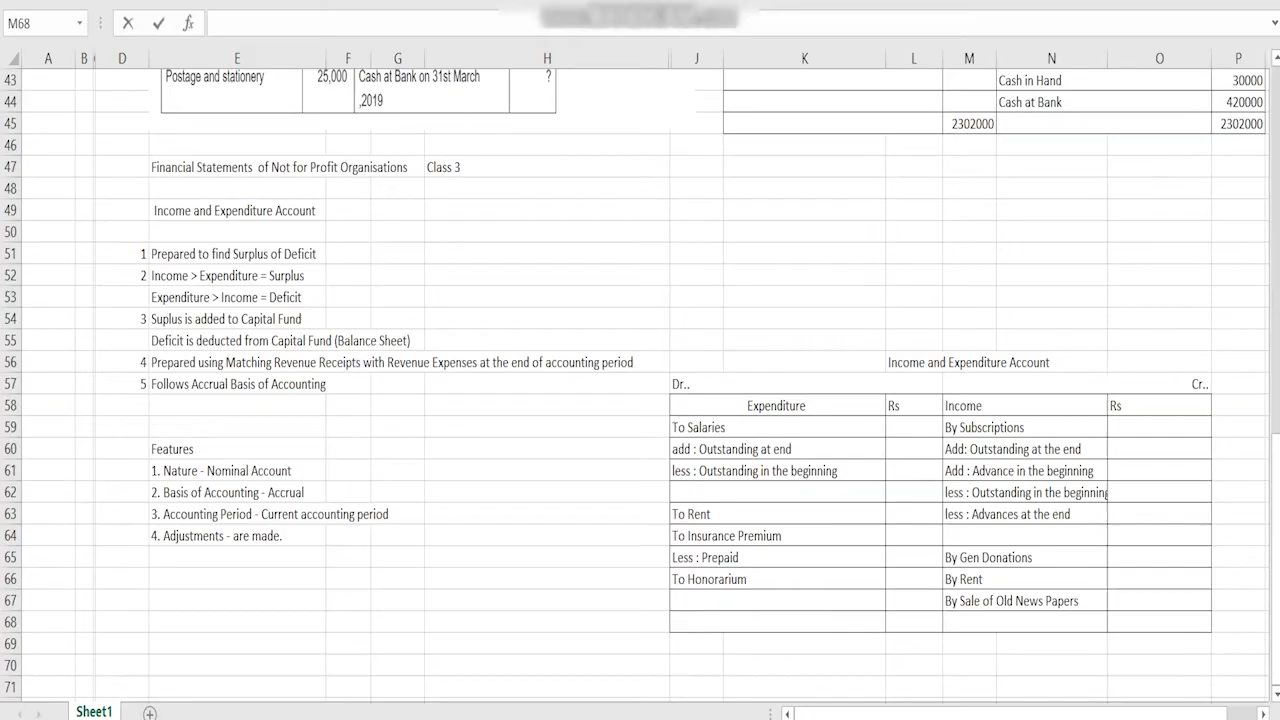 M68
fx
A B D E F G H J K L M N O P
43 Postage and stationery 25,000 Cash at Bank on 31st March ? Cash in Hand 30000
44 ,2019 Cash at Bank 420000
45 2302000 2302000
46
47 Financial Statements of Not for Profit Organisations Class 3
48
49 Income and Expenditure Account
50
51 1 Prepared to find Surplus of Deficit
52 2 Income > Expenditure = Surplus
53 Expenditure > Income = Deficit
54 3 Suplus is added to Capital Fund
55 Deficit is deducted from Capital Fund (Balance Sheet)
56 4 Prepared using Matching Revenue Receipts with Revenue Expenses at the end of accounting period Income and Expenditure Account
57 5 Follows Accrual Basis of Accounting Dr.. Cr..
58 Expenditure Rs Income Rs
59 To Salaries By Subscriptions
60 Features add : Outstanding at end Add: Outstanding at the end
61 1. Nature - Nominal Account less : Outstanding in the beginning Add : Advance in the beginning
62 2. Basis of Accounting - Accrual less : Outstanding in the beginning
63 3. Accounting Period - Current accounting period To Rent less : Advances at the end
64 4. Adjustments - are made. To Insurance Premium
65 Less : Prepaid By Gen Donations
66 To Honorarium By Rent
67 By Sale of Old News Papers
68
69
70
71
Sheet1